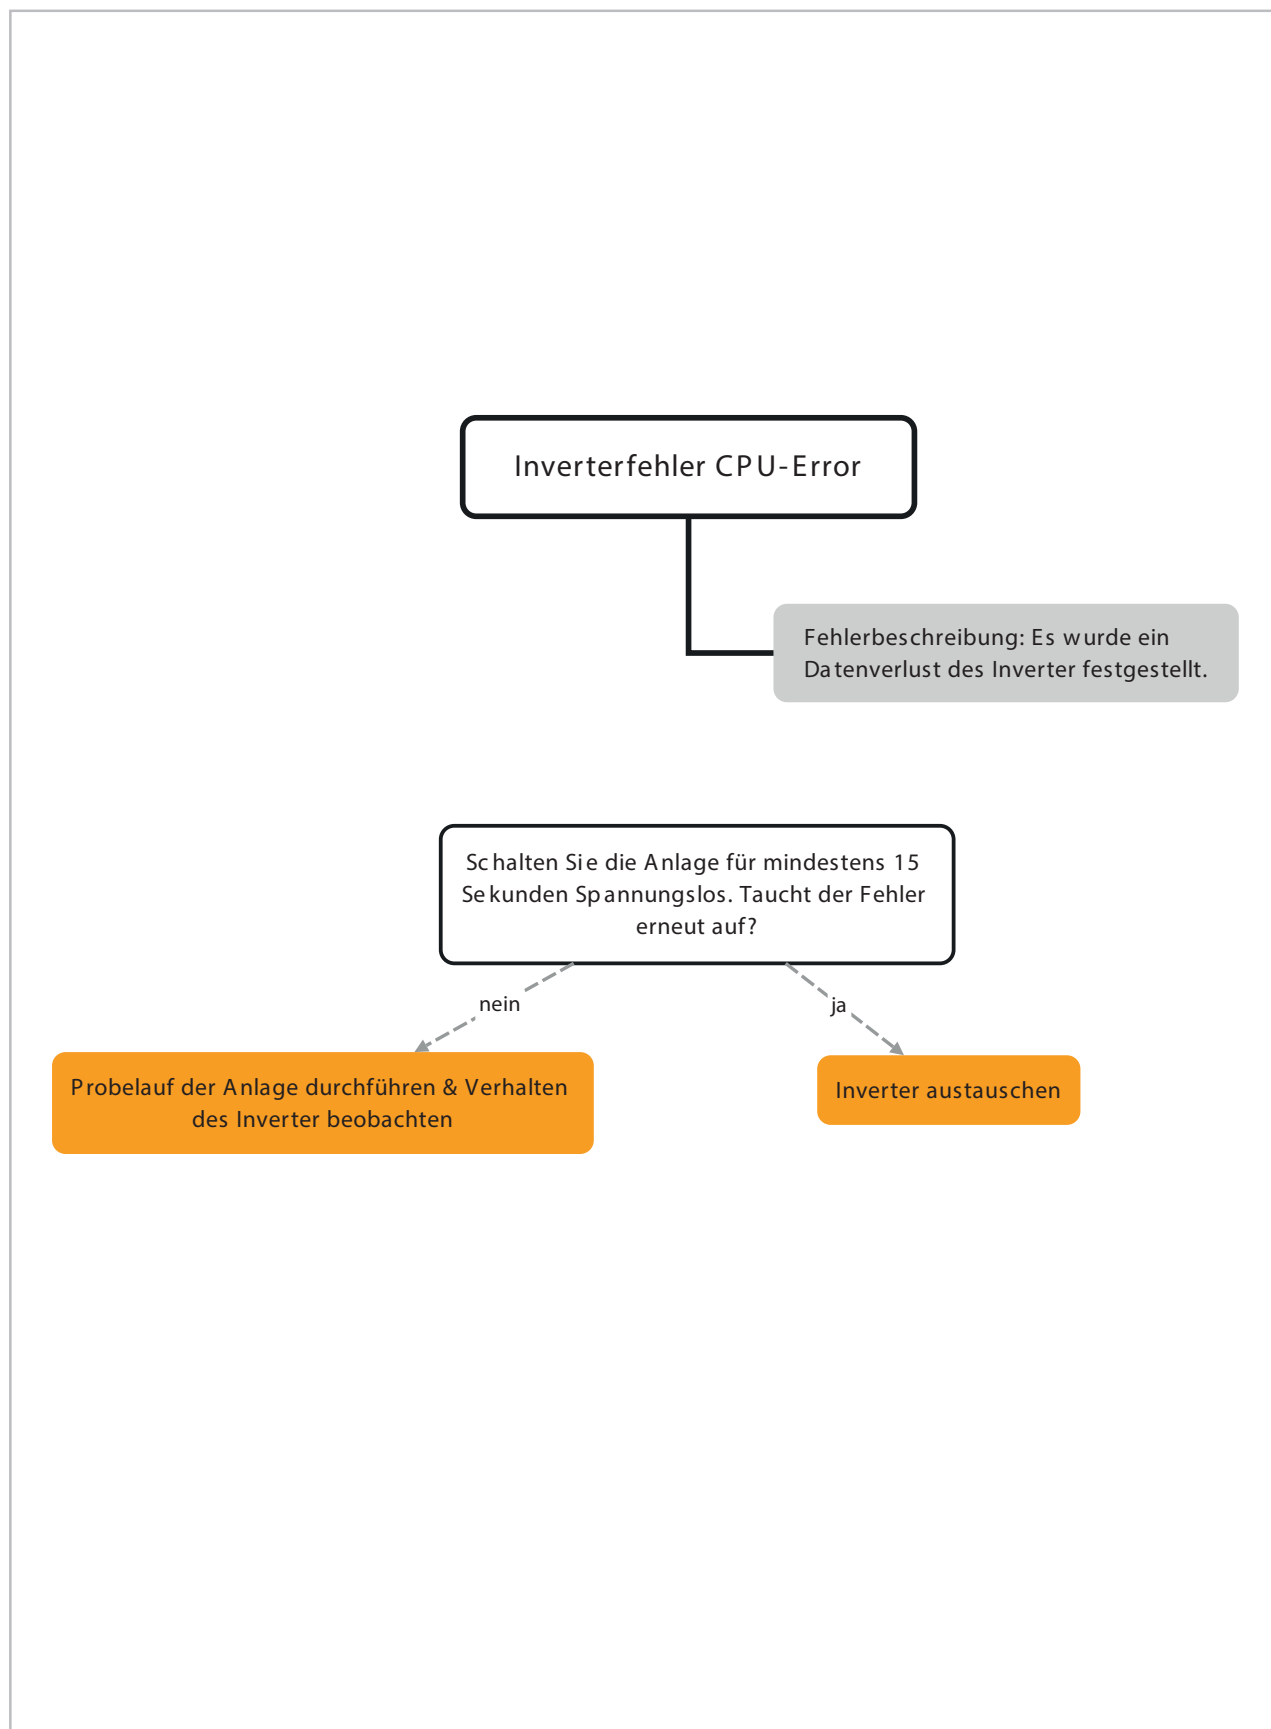 Inverterfehler CPU-Error
Fehlerbeschreibung: Es wurde ein
Datenverlust des Inverter festgestellt.
Schalten Sie die Anlage für mindestens 15
Sekunden Spannungslos. Taucht der Fehler
erneut auf?
nein
ja
Probelauf der Anlage durchführen & Verhalten
des Inverter beobachten
Inverter austauschen